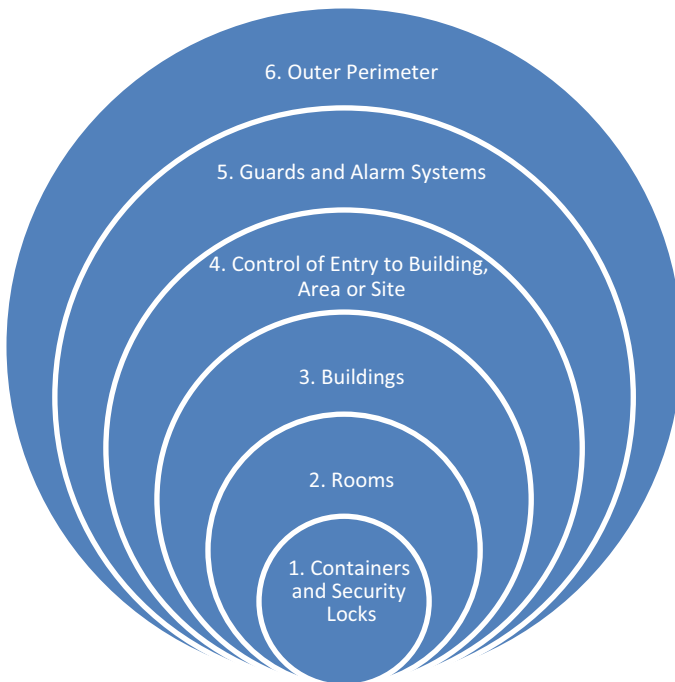 6. Outer Perimeter
5. Guards and Alarm Systems
4. Control of Entry to Building,
Area or Site
3. Buildings
2. Rooms
1. Containers
and Security
Locks